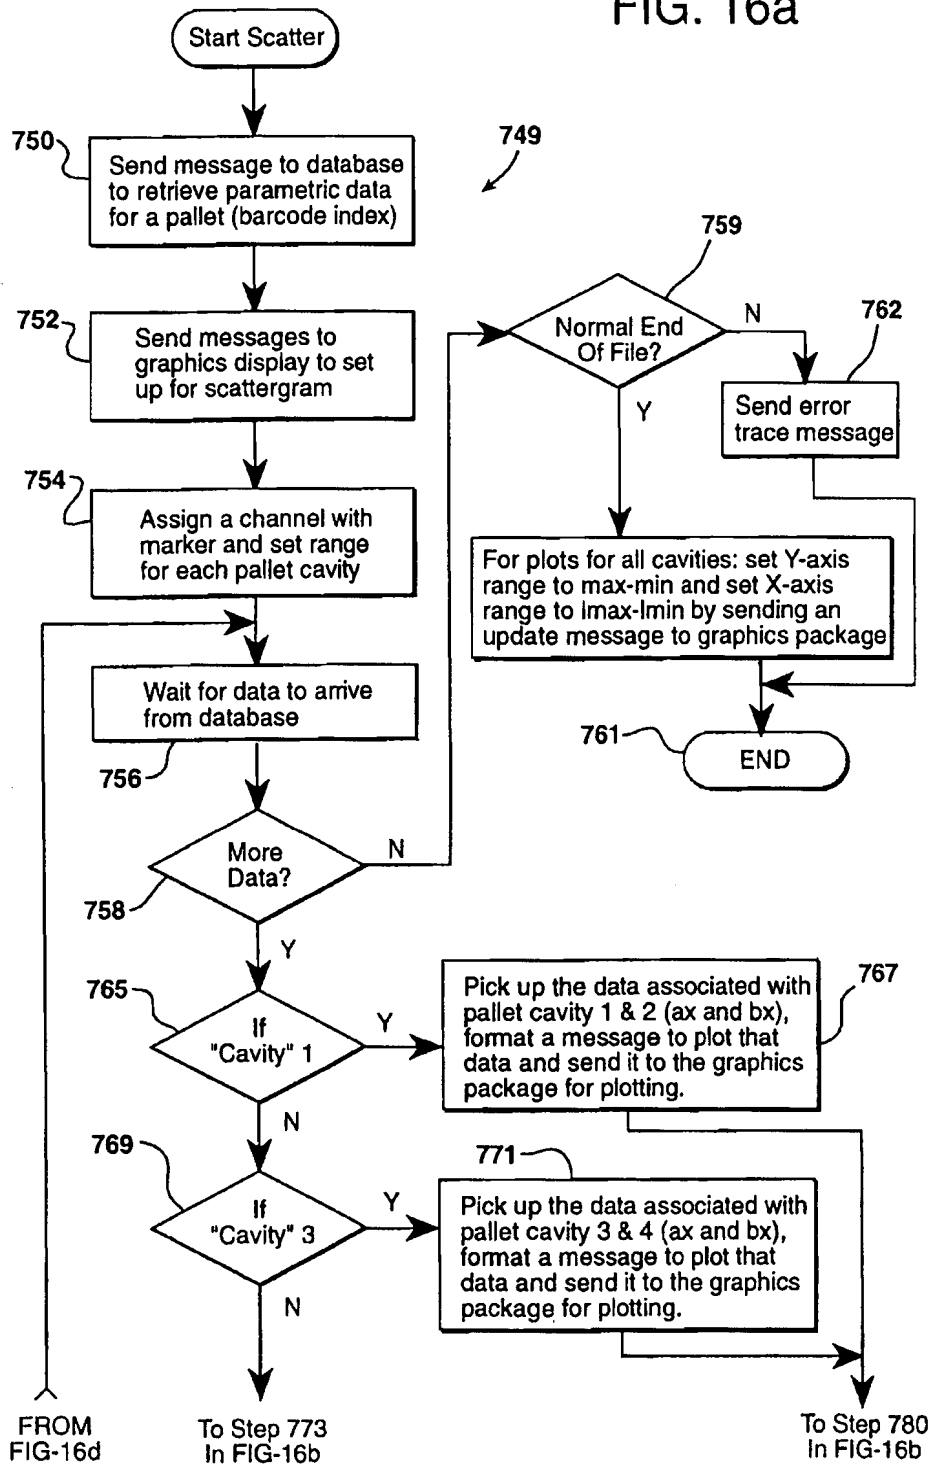 FIG. 16a
Start Scatter
750
Send message to database
to retrieve parametric data
for a pallet (barcode index)
749
752
Send messages to
graphics display to set
up for scattergram
754
Assign a channel with
marker and set range
for each pallet cavity
Wait for data to arrive
from database
756
More
Data?
N
758
Y
759
Normal End
Of File?
N
762
Send error
trace message
Y
For plots for all cavities: set Y-axis
range to max-min and set X-axis
range to Imax-Imin by sending an
update message to graphics package
761
END
765
If
"Cavity" 1
Y
767
Pick up the data associated with
pallet cavity 1 & 2 (ax and bx),
format a message to plot that
data and send it to the graphics
package for plotting.
N
769
If
"Cavity" 3
Y
771
Pick up the data associated with
pallet cavity 3 & 4 (ax and bx),
format a message to plot that
data and send it to the graphics
package for plotting.
N
FROM
FIG-16d
To Step 773
In FIG-16b
To Step 780
In FIG-16b